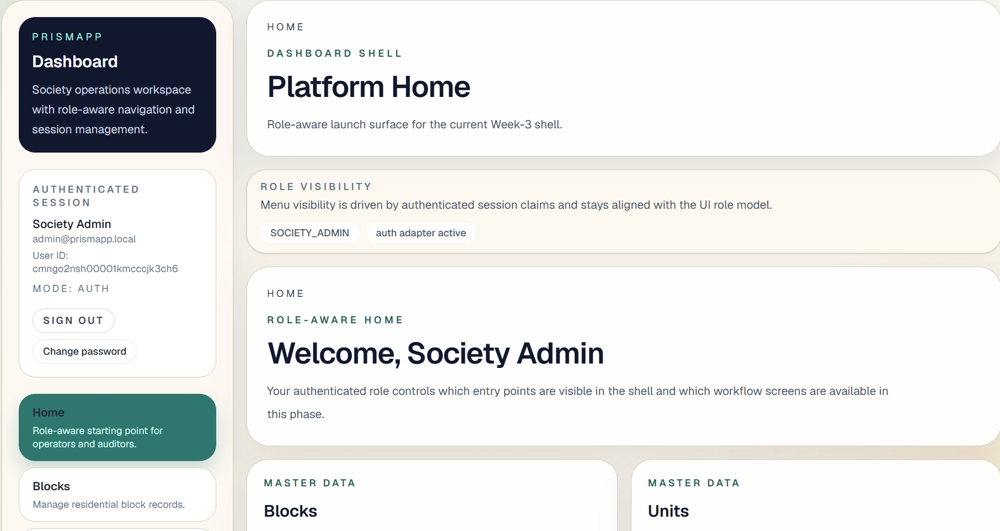 PRISMAPP
Dashboard
Society operations workspace
with role-aware navigation and
session management.
AUTHENTICATED
SESSION
Society Admin
admin@prismapp.local
User ID:
cmngo2nsh00001kmcccjk3ch6
MODE: AUTH
SIGN OUT
Change password
Home
Role-aware starting point for
operators and auditors.
Blocks
Manage residential block records.
HOME
DASHBOARD SHELL
Platform Home
Role-aware launch surface for the current Week-3 shell.
ROLE VISIBILITY
Menu visibility is driven by authenticated session claims and stays aligned with the UI role model.
SOCIETY_ADMIN
auth adapter active
HOME
ROLE-AWARE HOME
Welcome, Society Admin
Your authenticated role controls which entry points are visible in the shell and which workflow screens are available in
this phase.
MASTER DATA
Blocks
MASTER DATA
Units